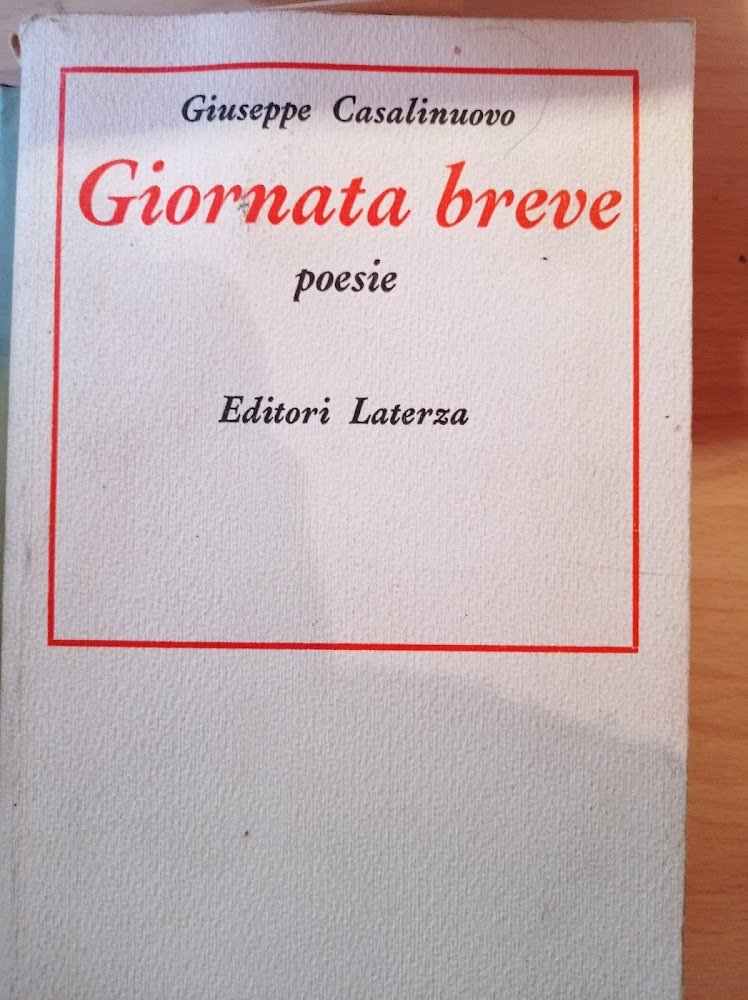 Giuseppe Casalinuovo
Giornata breve
poesie
Editori Laterza